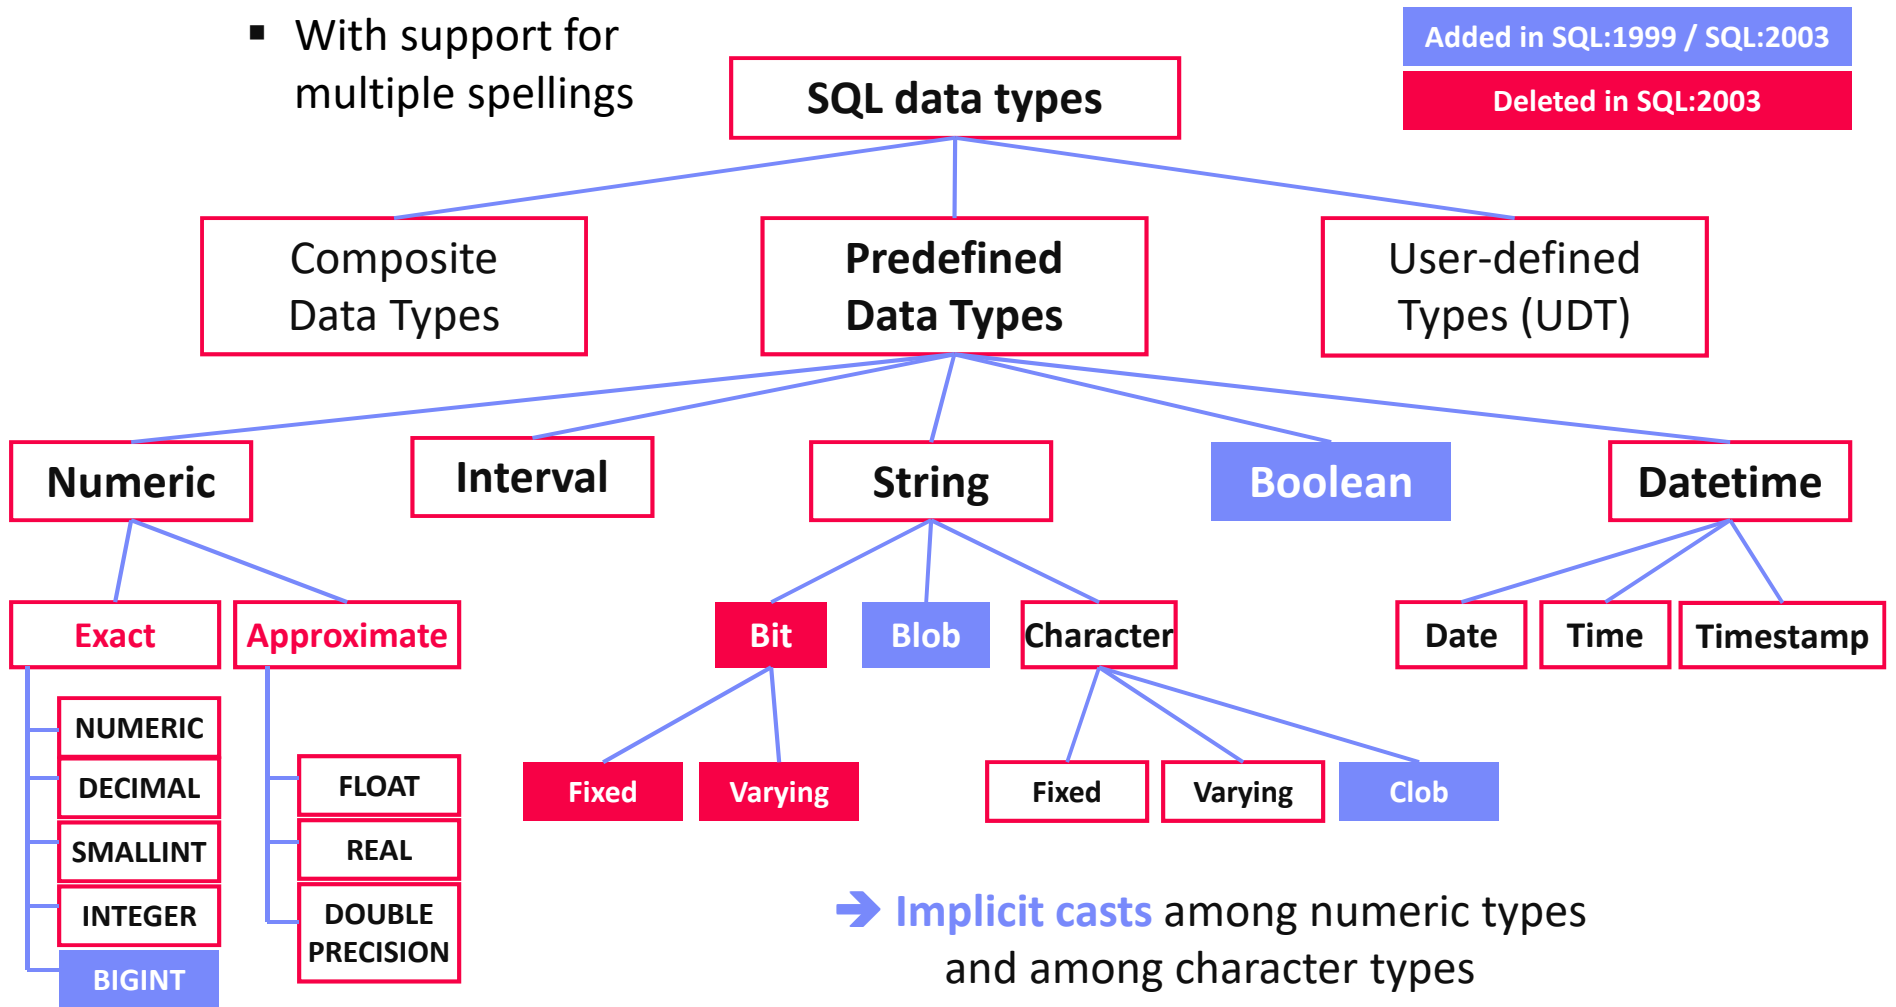 ▪ With support for
multiple spellings
Added in SQL:1999 / SQL:2003
Deleted in SQL:2003
SQL data types
Composite
Data Types
Predefined
Data Types
User-defined
Types (UDT)
Numeric
Interval
String
Boolean
Datetime
Exact
Approximate
Bit
Blob
Character
Date
Time
Timestamp
NUMERIC
DECIMAL
SMALLINT
INTEGER
BIGINT
FLOAT
REAL
DOUBLE
PRECISION
Fixed
Varying
Fixed
Varying
Clob
➔ Implicit casts among numeric types
and among character types